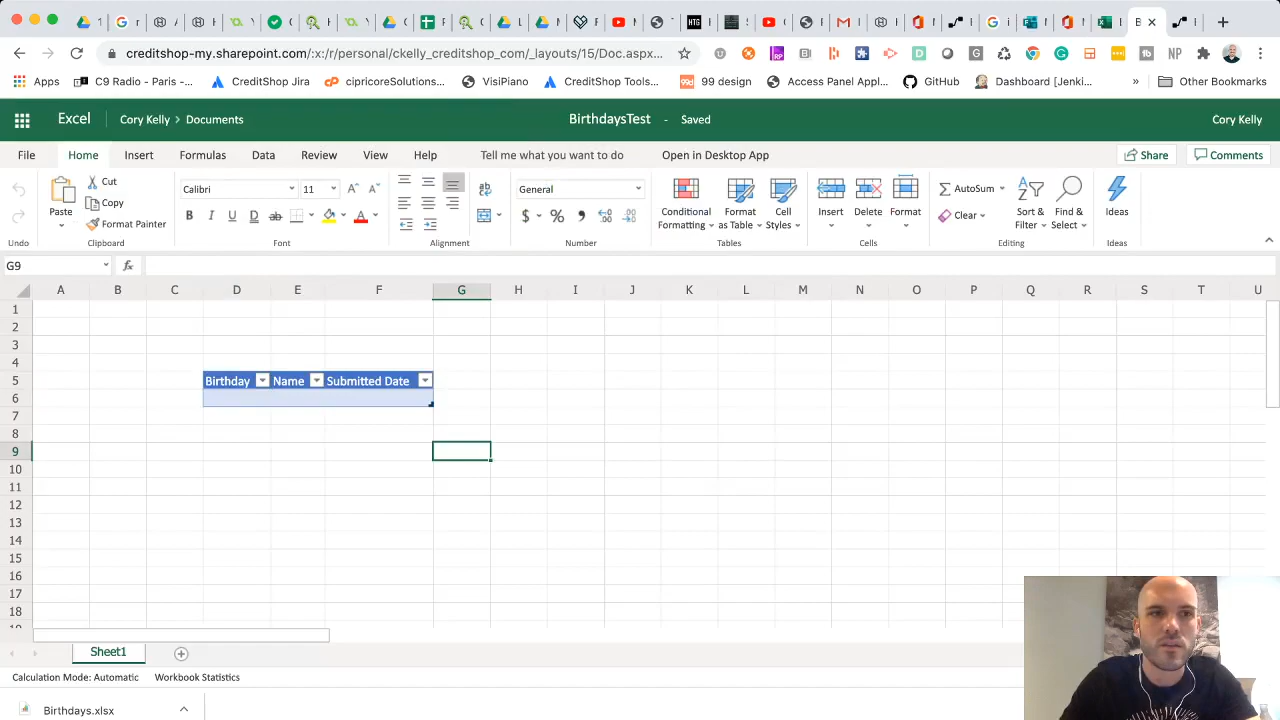 creditshop-my.sharepoint.com/:x:/r/personal/ckelly_creditshop_com/_layouts/15/Doc.aspx...
Apps C9 Radio - Paris -... CreditShop Jira cipricoreSolutions... VisiPiano CreditShop Tools... 99 design Access Panel Appl... GitHub Dashboard [Jenki... » Other Bookmarks
Excel Cory Kelly > Documents BirthdaysTest - Saved Cory Kelly
File Home Insert Formulas Data Review View Help Tell me what you want to do Open in Desktop App Share Comments
Cut
Copy
Format Painter
Paste
Calibri 11
B I U D ab A
General
$ % 9
Conditional Formatting
Format as Table
Cell Styles
Insert Delete Format
AutoSum
Clear
Sort & Filter
Find & Select
Ideas
Undo Clipboard Font Alignment Number Tables Cells Editing Ideas
G9 fx
A B C D E F G H I J K L M N O P Q R S T U
1
2
3
4
5 Birthday Name Submitted Date
6
7
8
9
10
11
12
13
14
15
16
17
18
Sheet1
Calculation Mode: Automatic Workbook Statistics
Birthdays.xlsx